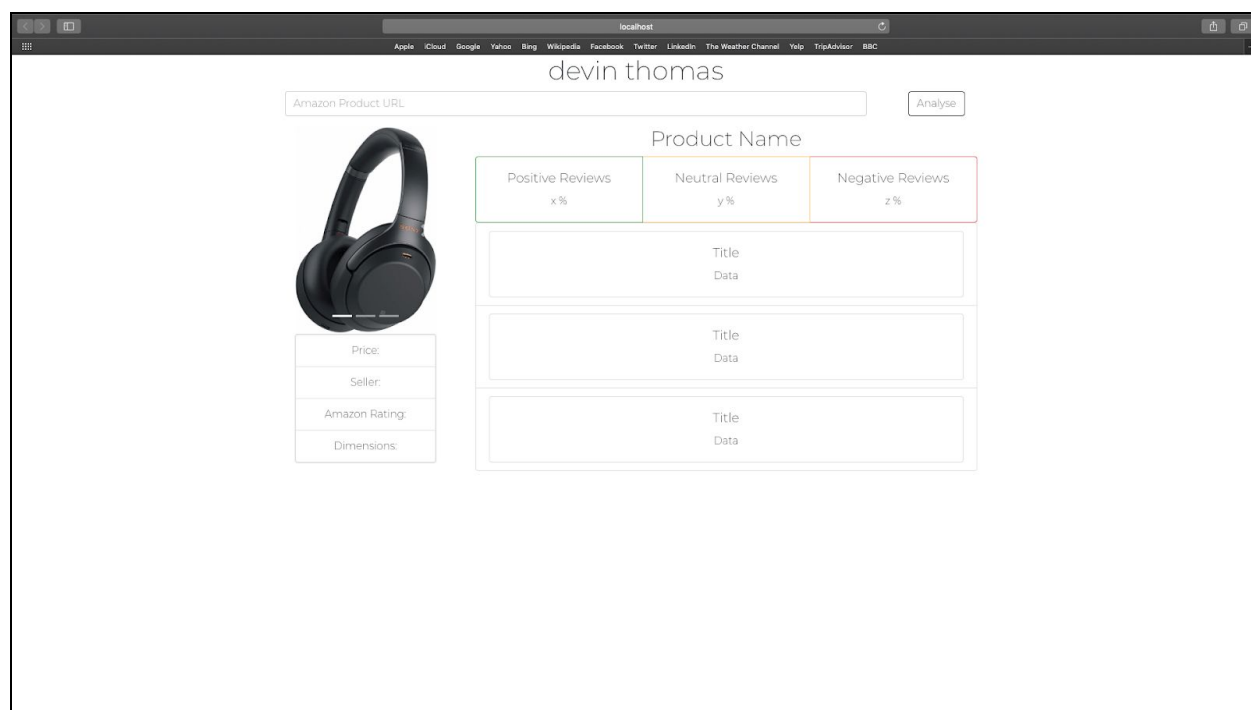 localhost
Apple iCloud Google Yahoo Bing Wikipedia Facebook Twitter LinkedIn The Weather Channel Yelp TripAdvisor BBC
devin thomas
Amazon Product URL
Analyse
Product Name
Positive Reviews
x %
Neutral Reviews
y %
Negative Reviews
z %
Title
Data
Title
Data
Title
Data
SONY
Price:
Seller:
Amazon Rating:
Dimensions: